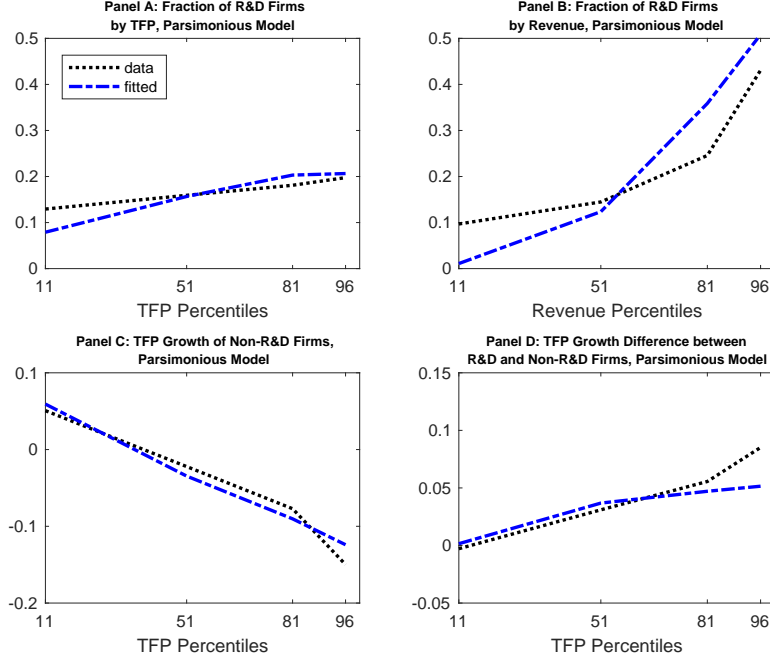 Panel A: Fraction of R&D Firms
by TFP, Parsimonious Model
0.5
0.4
0.3
0.2
0.1
0
data
fitted
11
51
81
96
TFP Percentiles
Panel B: Fraction of R&D Firms
by Revenue, Parsimonious Model
0.5
0.4
0.3
0.2
0.1
0
11
51
81
96
Revenue Percentiles
Panel C: TFP Growth of Non-R&D Firms,
Parsimonious Model
0.1
0
-0.1
-0.2
11
51
81
96
TFP Percentiles
Panel D: TFP Growth Difference between
R&D and Non-R&D Firms, Parsimonious Model
0.15
0.1
0.05
0
-0.05
11
51
81
96
TFP Percentiles